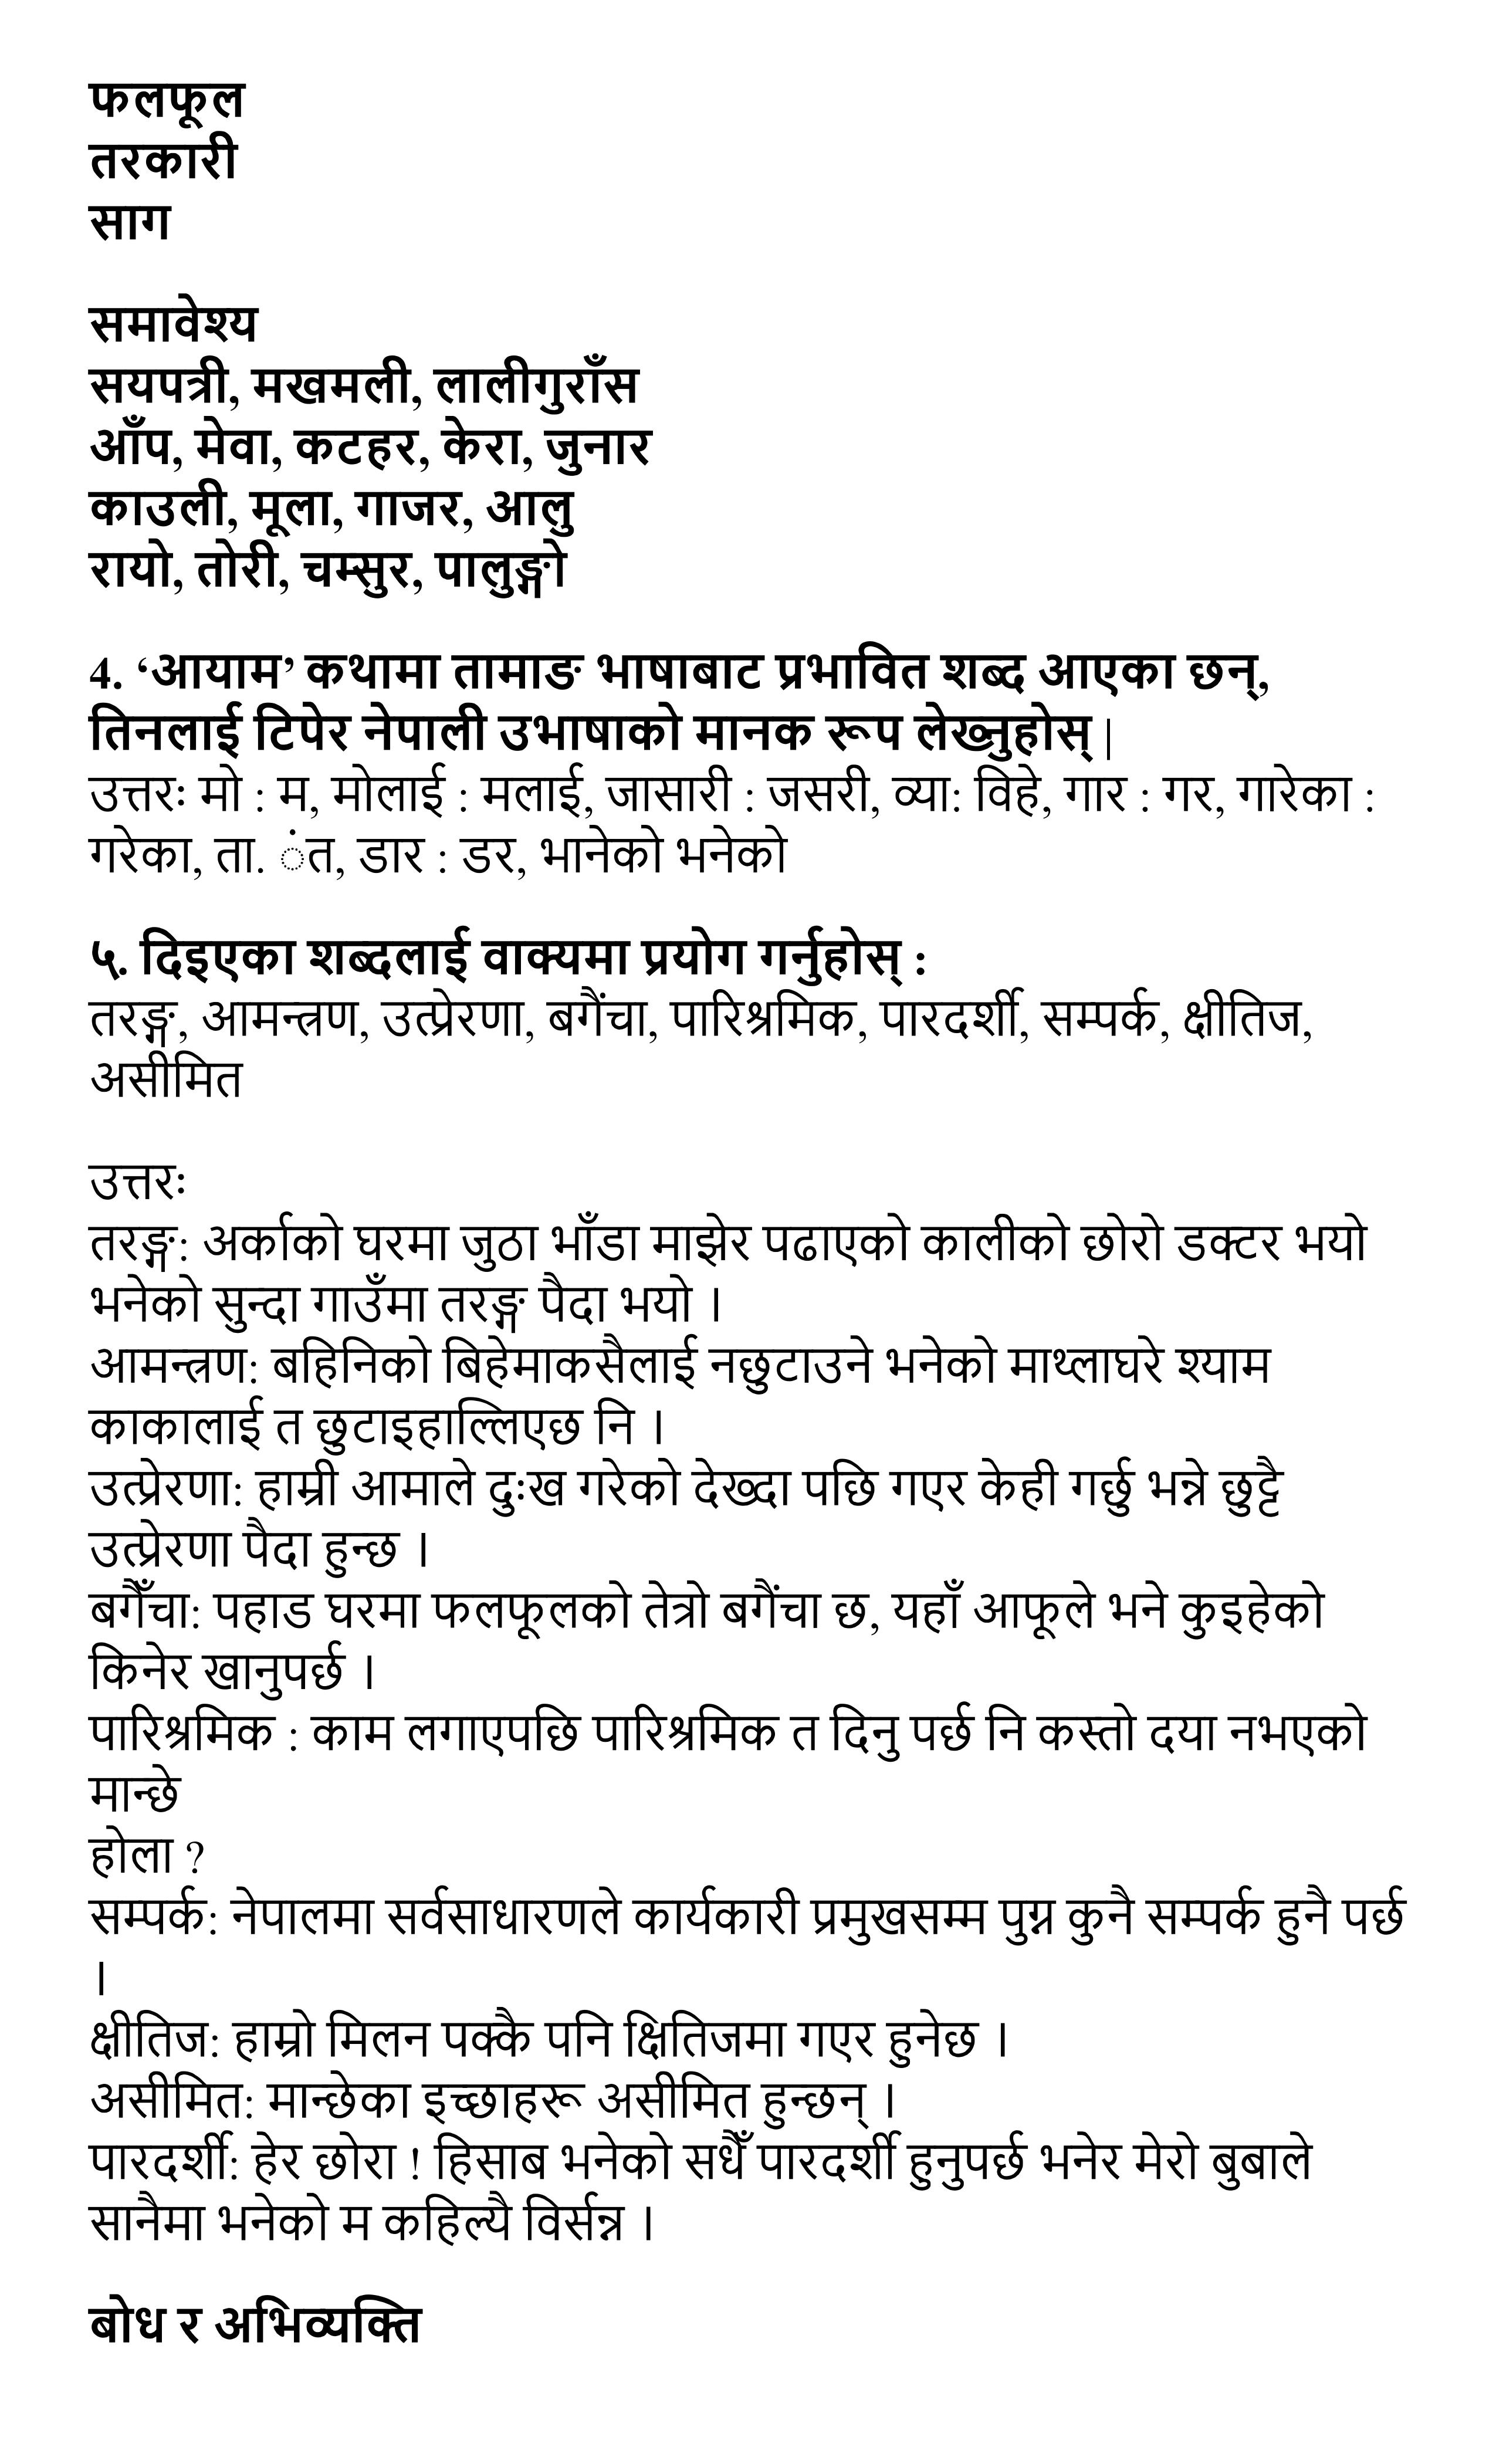 फलफूल
तरकारी
साग
समावेश्य
सयपत्री, मखमली, लालीगुराँस
आँप, मेवा, कटहर, केरा, जुनार
काउली, मूला, गाजर, आलु
रायो, तोरी, चम्सुर, पालुङ्गो
4. ‘आयाम’ कथामा तामाङ भाषाबाट प्रभावित शब्द आएका छन्,
तिनलाई टिपेर नेपाली उभाषाको मानक रूप लेख्नुहोस्|
उत्तरः मो : म, मोलाई : मलाई, जासारी : जसरी, व्या: विहे, गार : गर, गारेका :
गरेका, ता. ंत, डार : डर, भानेको भनेको
५. दिइएका शब्दलाई वाक्यमा प्रयोग गर्नुहोस् :
तरङ्ग, आमन्त्रण, उत्प्रेरणा, बगैंचा, पारिश्रमिक, पारदर्शी, सम्पर्क, क्षीतिज,
असीमित
उत्तरः
तरङ्ग: अर्काको घरमा जुठा भाँडा माझेर पढाएको कालीको छोरो डक्टर भयो
भनेको सुन्दा गाउँमा तरङ्ग पैदा भयो ।
आमन्त्रण: बहिनिको बिहेमाकसैलाई नछुटाउने भनेको माथ्लाघरे श्याम
काकालाई त छुटाइहाल्लिएछ नि ।
उत्प्रेरणा: हाम्री आमाले दुःख गरेको देख्दा पछि गएर केही गर्छु भन्ने छुट्टै
उत्प्रेरणा पैदा हुन्छ ।
बगैँचा: पहाड घरमा फलफूलको तेत्रो बगैंचा छ, यहाँ आफूले भने कुइहेको
किनेर खानुपर्छ ।
पारिश्रमिक : काम लगाएपछि पारिश्रमिक त दिनु पर्छ नि कस्तो दया नभएको
मान्छे
होला ?
सम्पर्क: नेपालमा सर्वसाधारणले कार्यकारी प्रमुखसम्म पुग्न कुनै सम्पर्क हुनै पर्छ
।
क्षीतिज: हाम्रो मिलन पक्कै पनि क्षितिजमा गएर हुनेछ ।
असीमित: मान्छेका इच्छाहरू असीमित हुन्छन् ।
पारदर्शी: हेर छोरा ! हिसाब भनेको सधैँ पारदर्शी हुनुपर्छ भनेर मेरो बुबाले
सानैमा भनेको म कहिल्यै विर्सन्न ।
बोध र अभिव्यक्ति